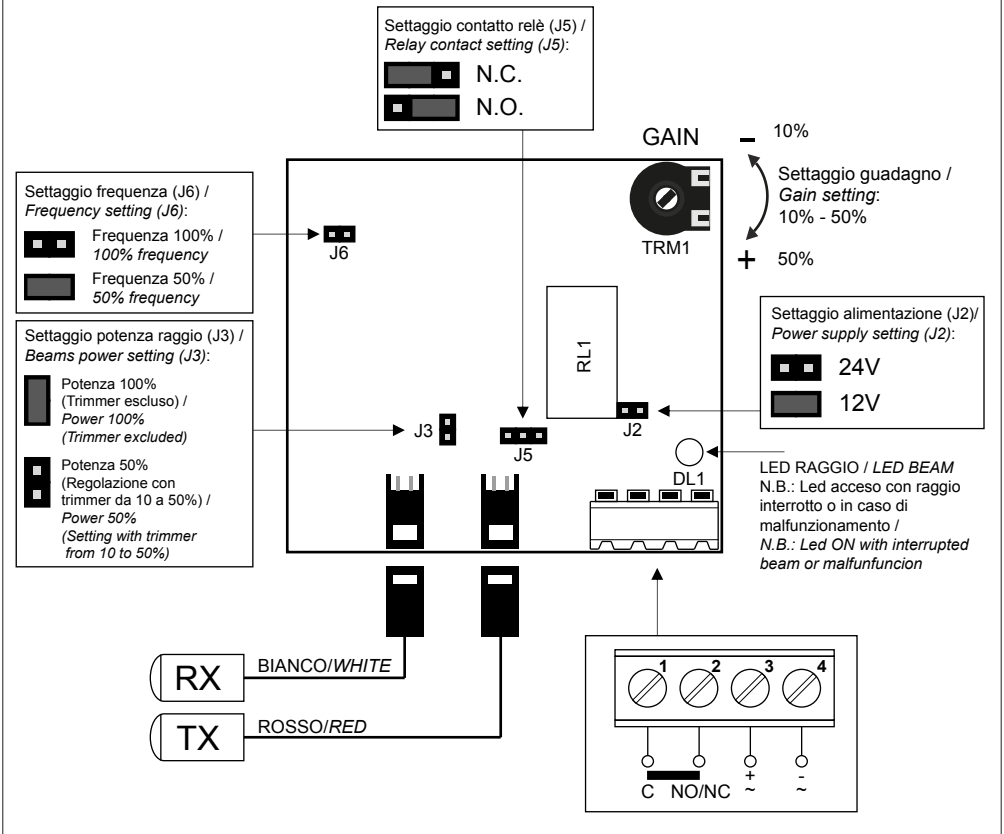 Settaggio contatto relè (J5) /
Relay contact setting (J5):
N.C.
N.O.
GAIN
– 10%
Settaggio guadagno /
Gain setting:
10% - 50%
+ 50%
TRM1
Settaggio frequenza (J6) /
Frequency setting (J6):
Frequenza 100% /
100% frequency
Frequenza 50% /
50% frequency
J6
Settaggio potenza raggio (J3) /
Beams power setting (J3):
Potenza 100%
(Trimmer escluso) /
Power 100%
(Trimmer excluded)
Potenza 50%
(Regolazione con
trimmer da 10 a 50%) /
Power 50%
(Setting with trimmer
from 10 to 50%)
RL1
Settaggio alimentazione (J2)/
Power supply setting (J2):
24V
12V
J3
J5
J2
DL1
LED RAGGIO / LED BEAM
N.B.: Led acceso con raggio
interrotto o in caso di
malfunzionamento /
N.B.: Led ON with interrupted
beam or malfunfuncion
RX
BIANCO/WHITE
TX
ROSSO/RED
1 2 3 4
C NO/NC + ~ - ~